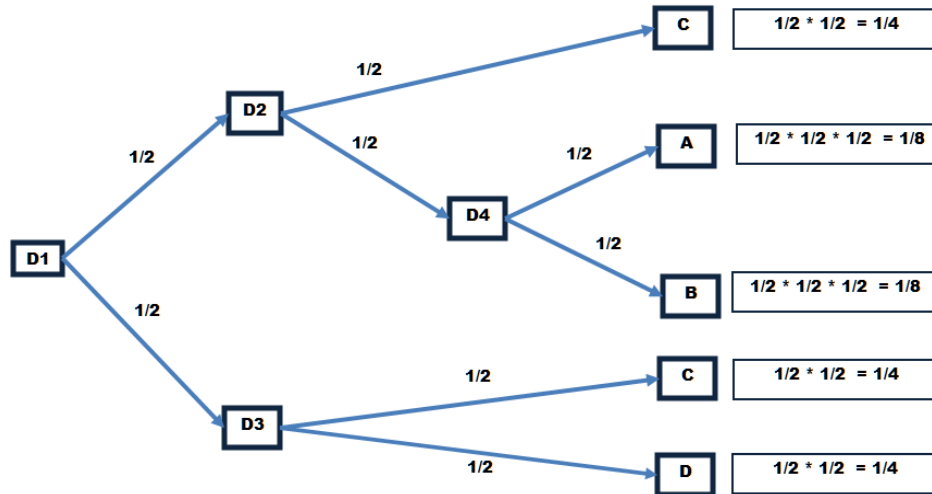 C
1/2 * 1/2 = 1/4
1/2
D2
1/2
1/2
A
1/2 * 1/2 * 1/2 = 1/8
1/2
D4
1/2
D1
B
1/2 * 1/2 * 1/2 = 1/8
1/2
C
1/2 * 1/2 = 1/4
1/2
D3
1/2
D
1/2 * 1/2 = 1/4